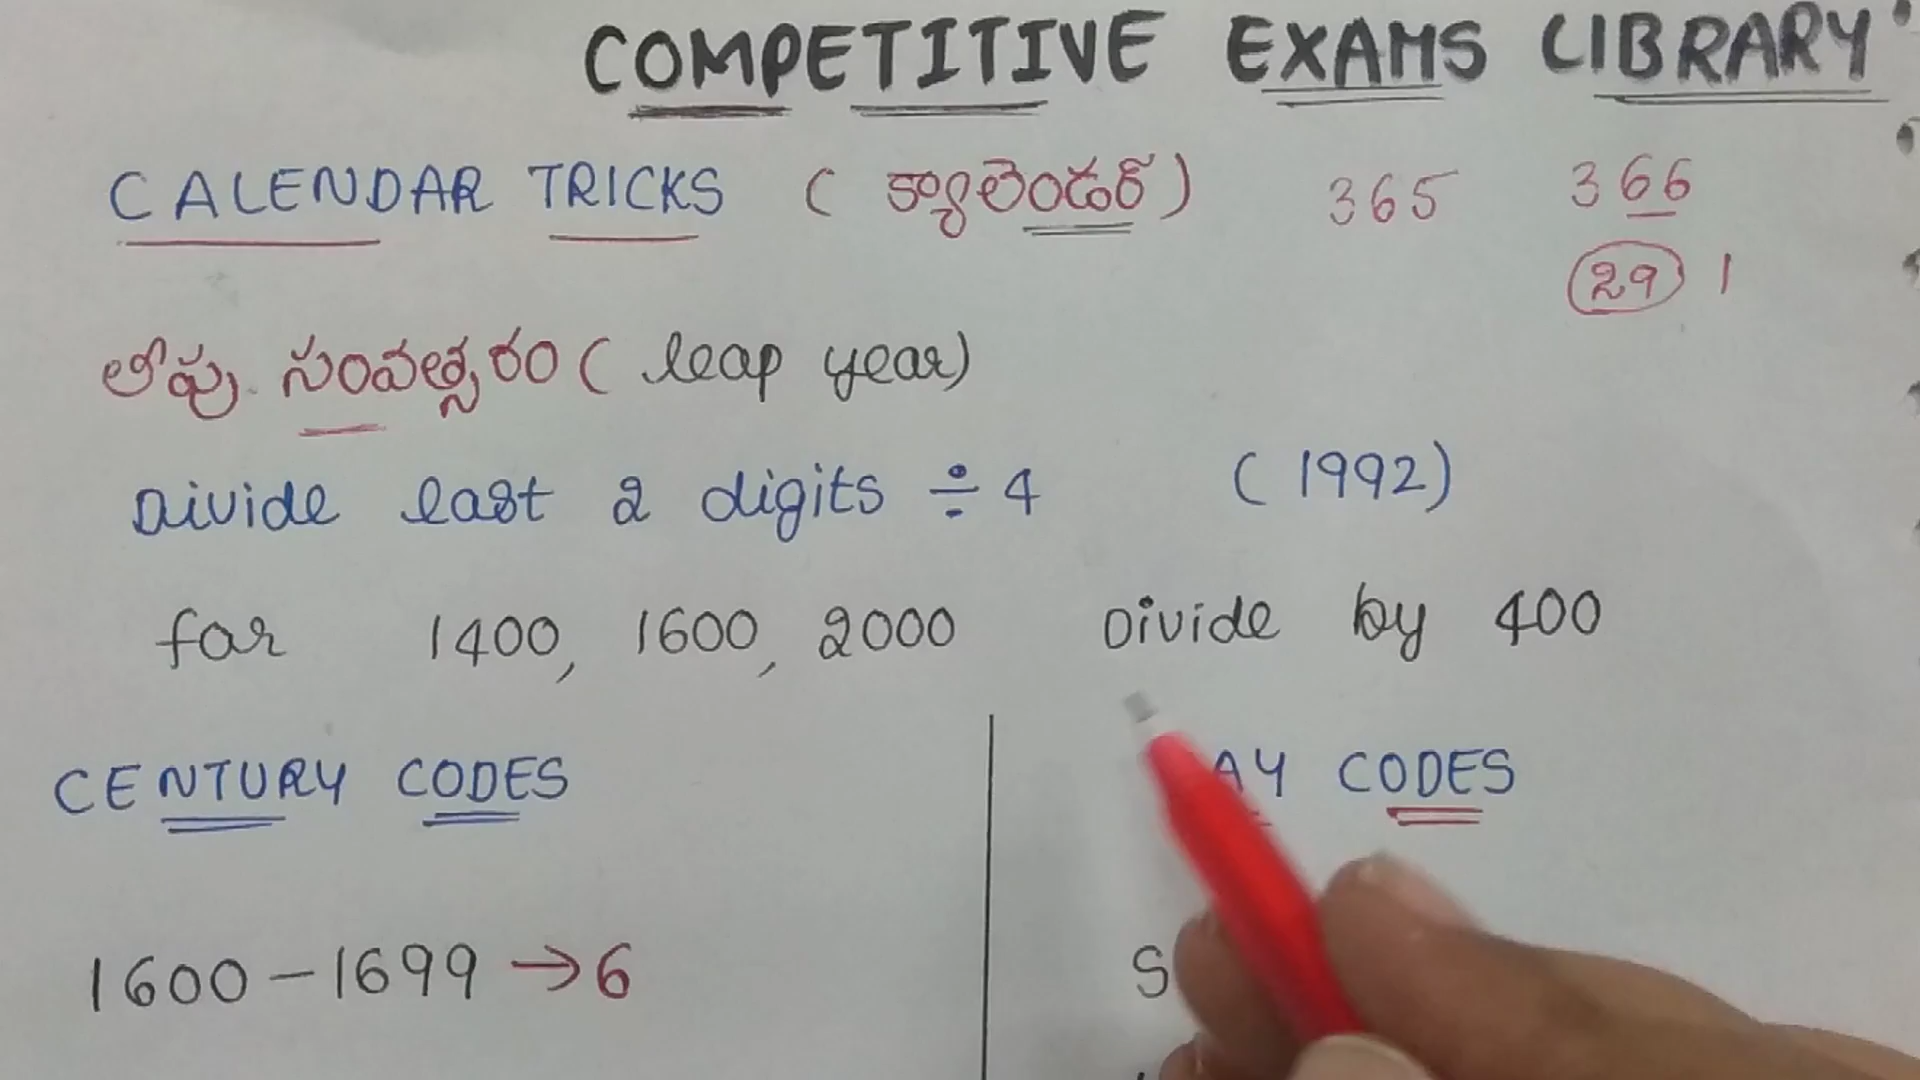 COMPETITIVE EXAMS LIBRARY
CALENDAR TRICKS (క్యాలెండర్) 365 366
29 1
లీపు సంవత్సరం (leap year)
Divide last 2 digits ÷ 4 (1992)
for 1400, 1600, 2000 Divide by 400
CENTURY CODES
CODES
1600 - 1699 → 6
S